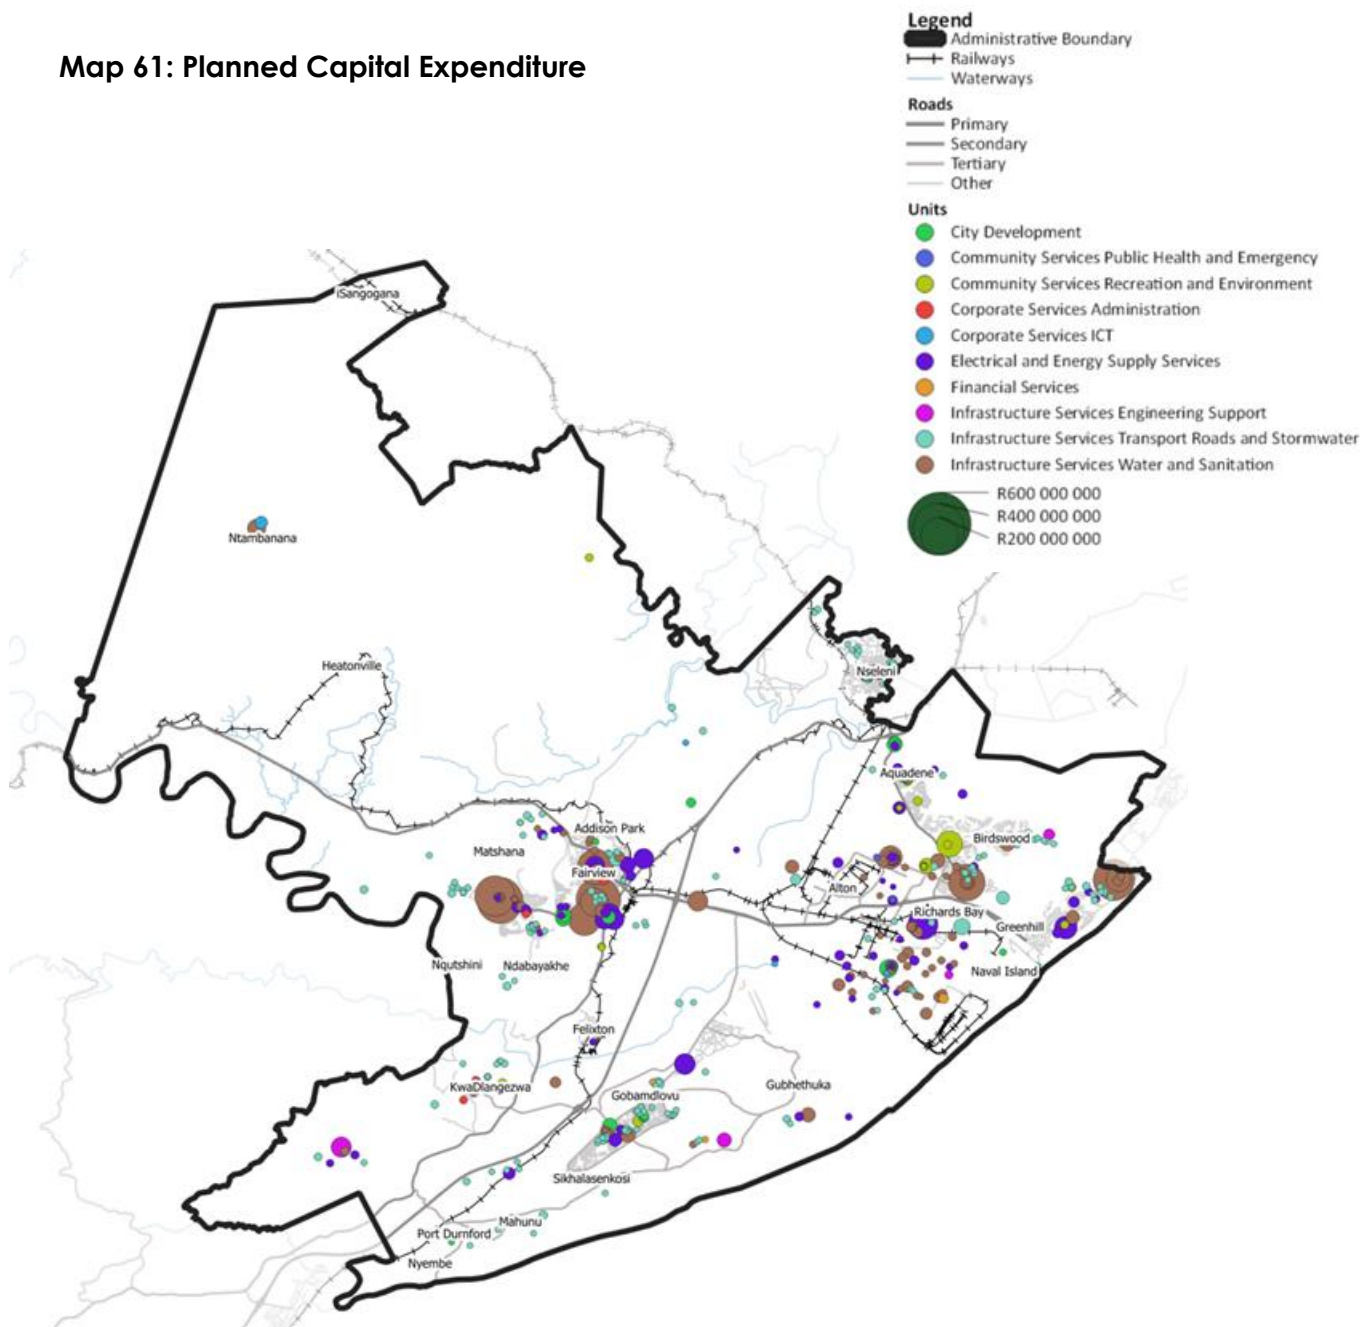 Map 61: Planned Capital Expenditure
Legend
Administrative Boundary
Railways
Waterways
Roads
Primary
Secondary
Tertiary
Other
Units
City Development
Community Services Public Health and Emergency
Community Services Recreation and Environment
Corporate Services Administration
Corporate Services ICT
Electrical and Energy Supply Services
Financial Services
Infrastructure Services Engineering Support
Infrastructure Services Transport Roads and Stormwater
Infrastructure Services Water and Sanitation
R600 000 000
R400 000 000
R200 000 000
iSangogana
Ntambanana
Heatonville
Nseleni
Aquadene
Addison Park
Birdswood
Matshana
Fairview
Alton
Richards Bay
Greenhill
Nqutshini
Ndabayakhe
Naval Island
Felixton
KwaDlangezwa
Gubhethuka
Gobamdlovu
Sikhalasenkosi
Mahunu
Port Durnford
Nyembe